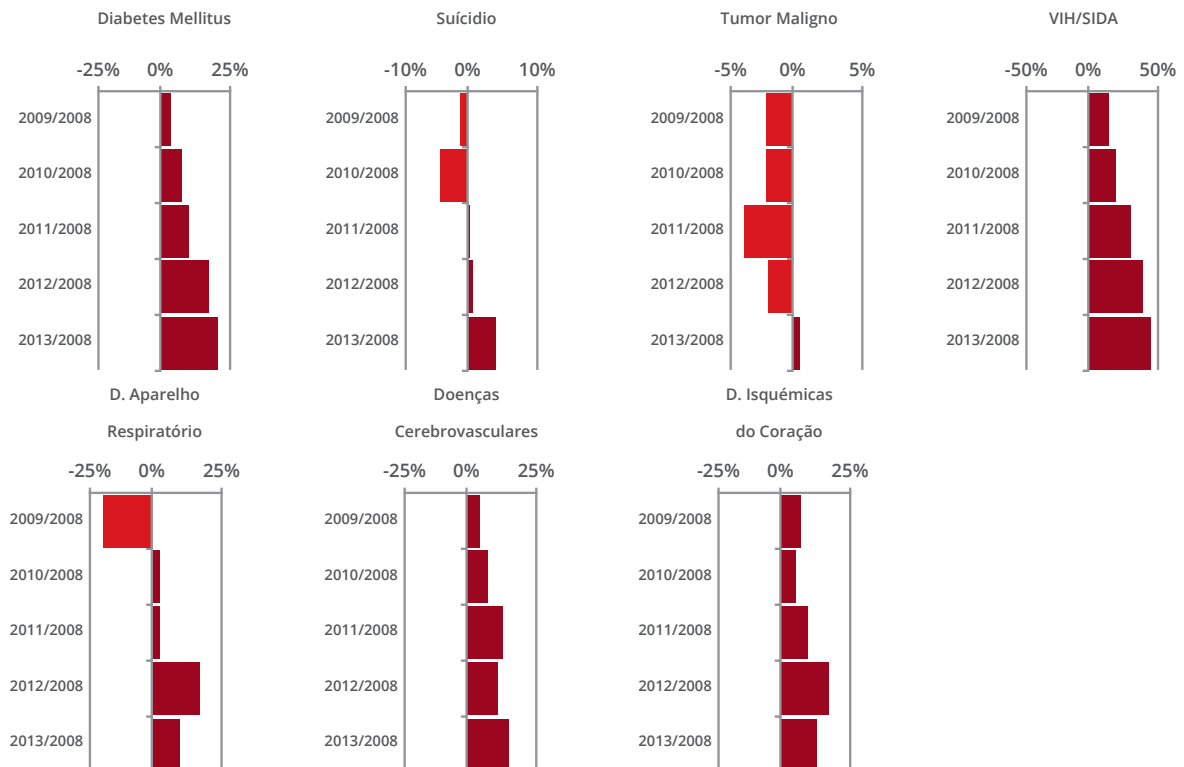 Diabetes Mellitus
-25% 0% 25%
2009/2008
2010/2008
2011/2008
2012/2008
2013/2008
Suícidio
-10% 0% 10%
2009/2008
2010/2008
2011/2008
2012/2008
2013/2008
Tumor Maligno
-5% 0% 5%
2009/2008
2010/2008
2011/2008
2012/2008
2013/2008
VIH/SIDA
-50% 0% 50%
2009/2008
2010/2008
2011/2008
2012/2008
2013/2008
D. Aparelho
Respiratório
-25% 0% 25%
2009/2008
2010/2008
2011/2008
2012/2008
2013/2008
Doenças
Cerebrovasculares
-25% 0% 25%
2009/2008
2010/2008
2011/2008
2012/2008
2013/2008
D. Isquémicas
do Coração
-25% 0% 25%
2009/2008
2010/2008
2011/2008
2012/2008
2013/2008